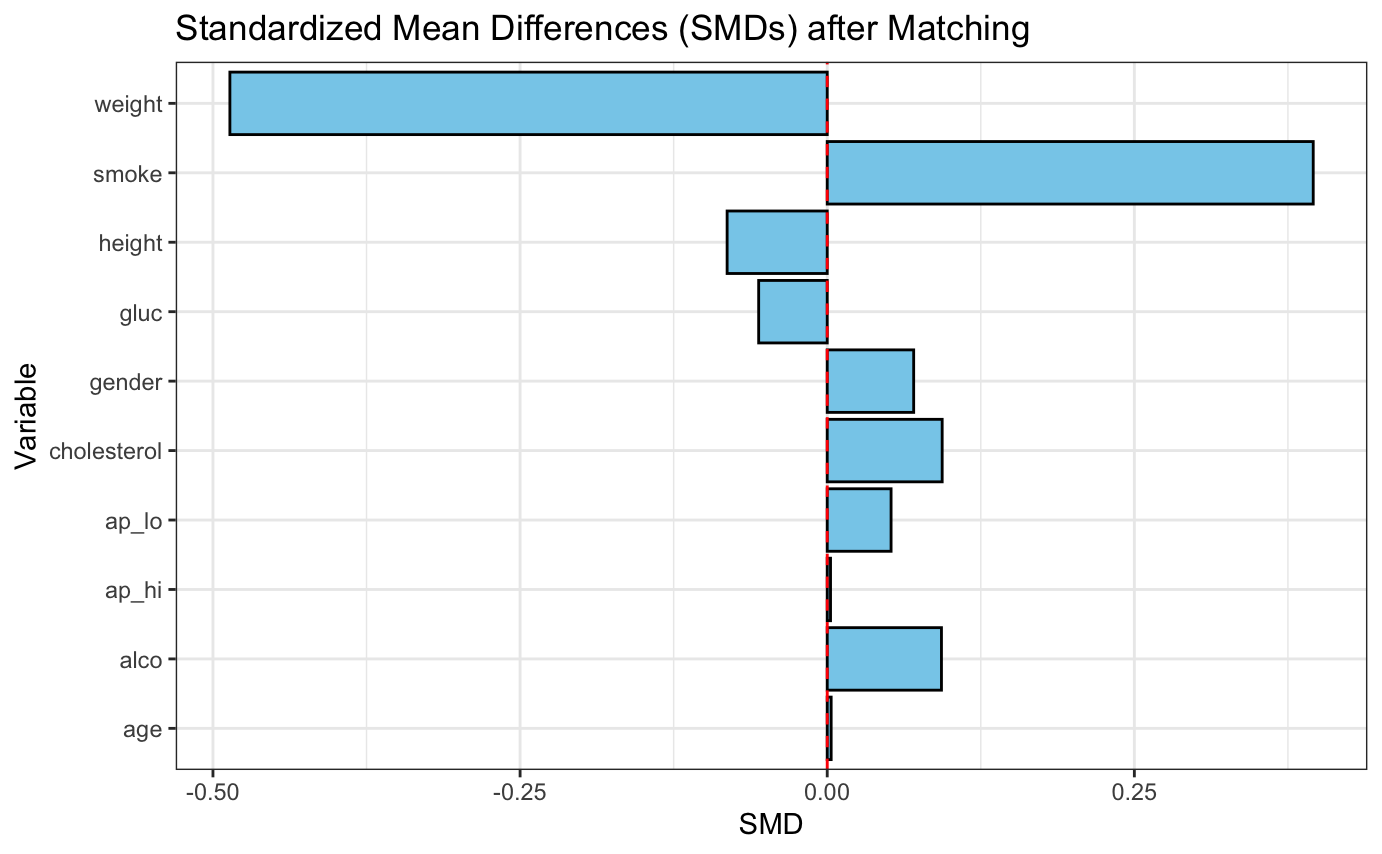 Standardized Mean Differences (SMDs) after Matching
Variable
weight
smoke
height
gluc
gender
cholesterol
ap_lo
ap_hi
alco
age
-0.50 -0.25 0.00 0.25
SMD